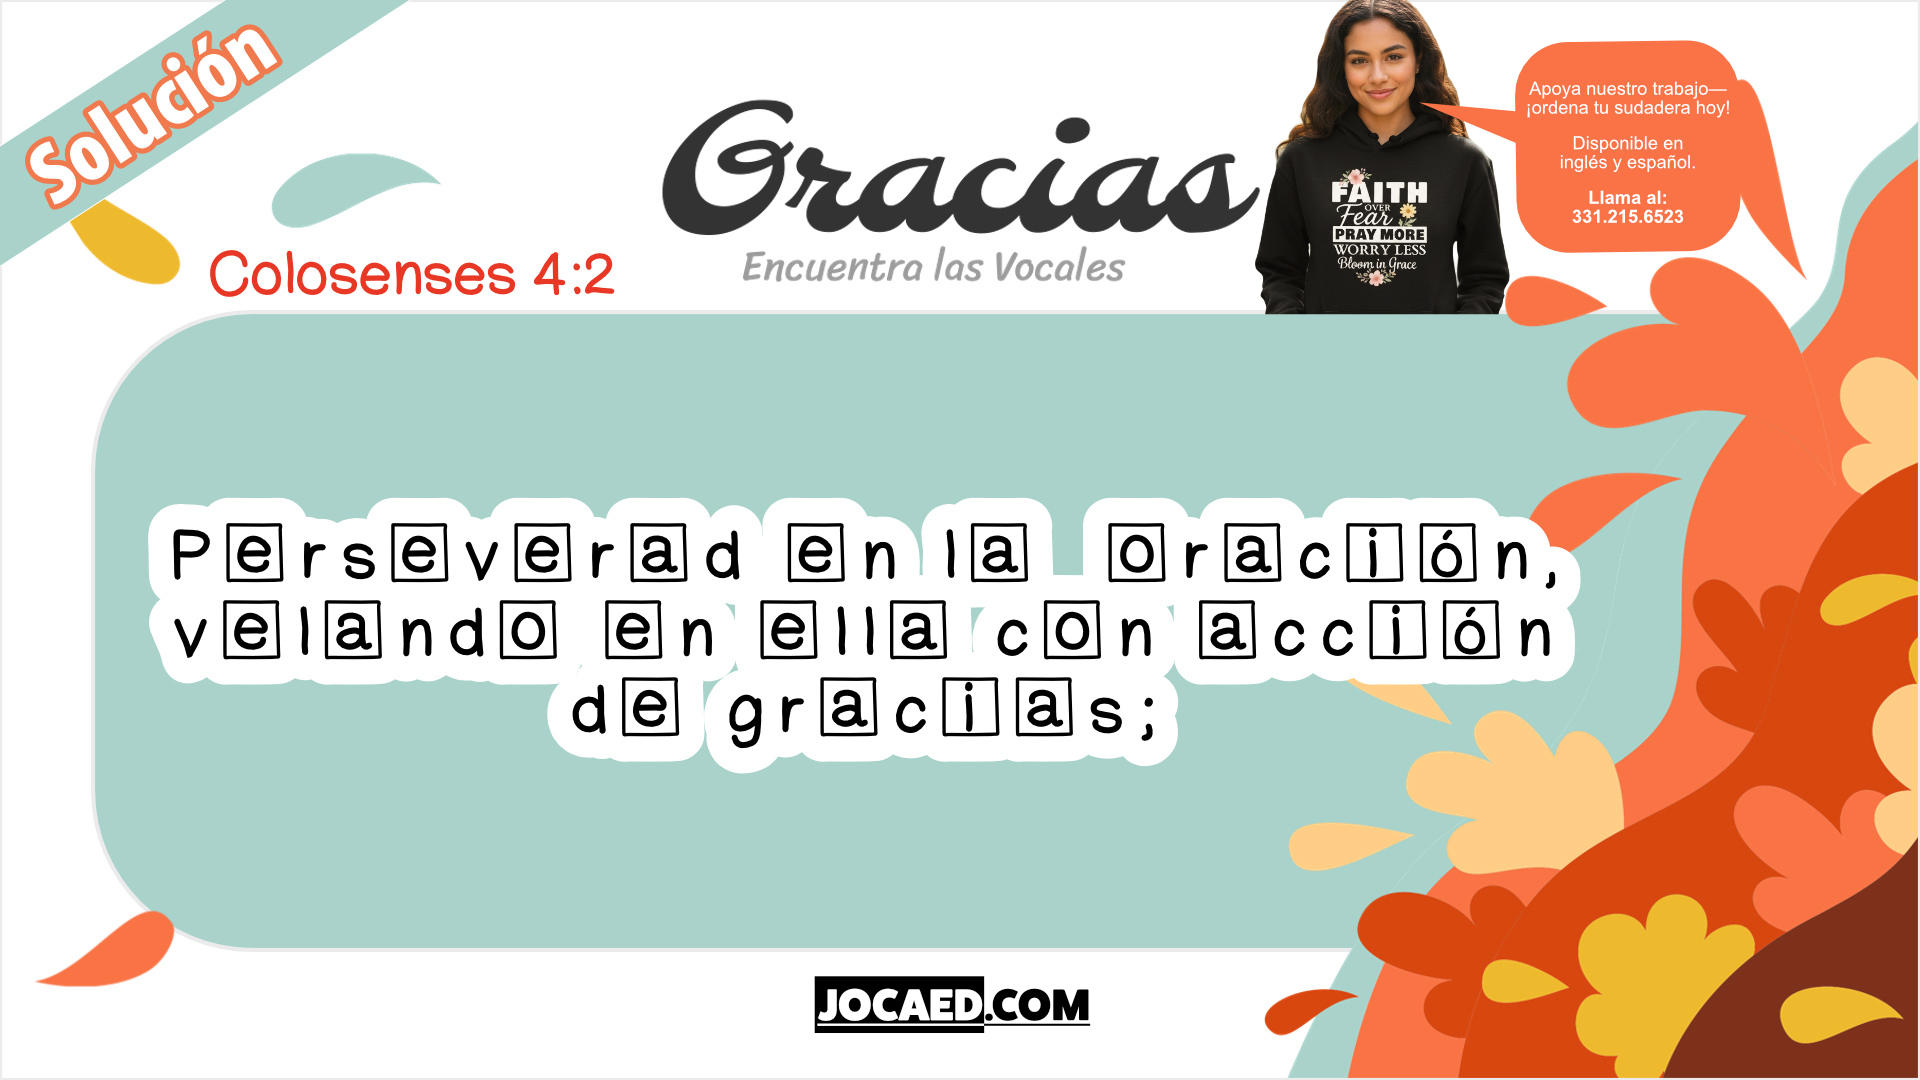 Solución
Gracias
Encuentra las Vocales
Colosenses 4:2
Apoya nuestro trabajo—
¡ordena tu sudadera hoy!
Disponible en
inglés y español.
Llama al:
331.215.6523
FAITH
OVER
Fear
PRAY MORE
WORRY LESS
Bloom in Grace
Perseverad en la oración,
velando en ella con acción
de gracias;
JOCAED.COM